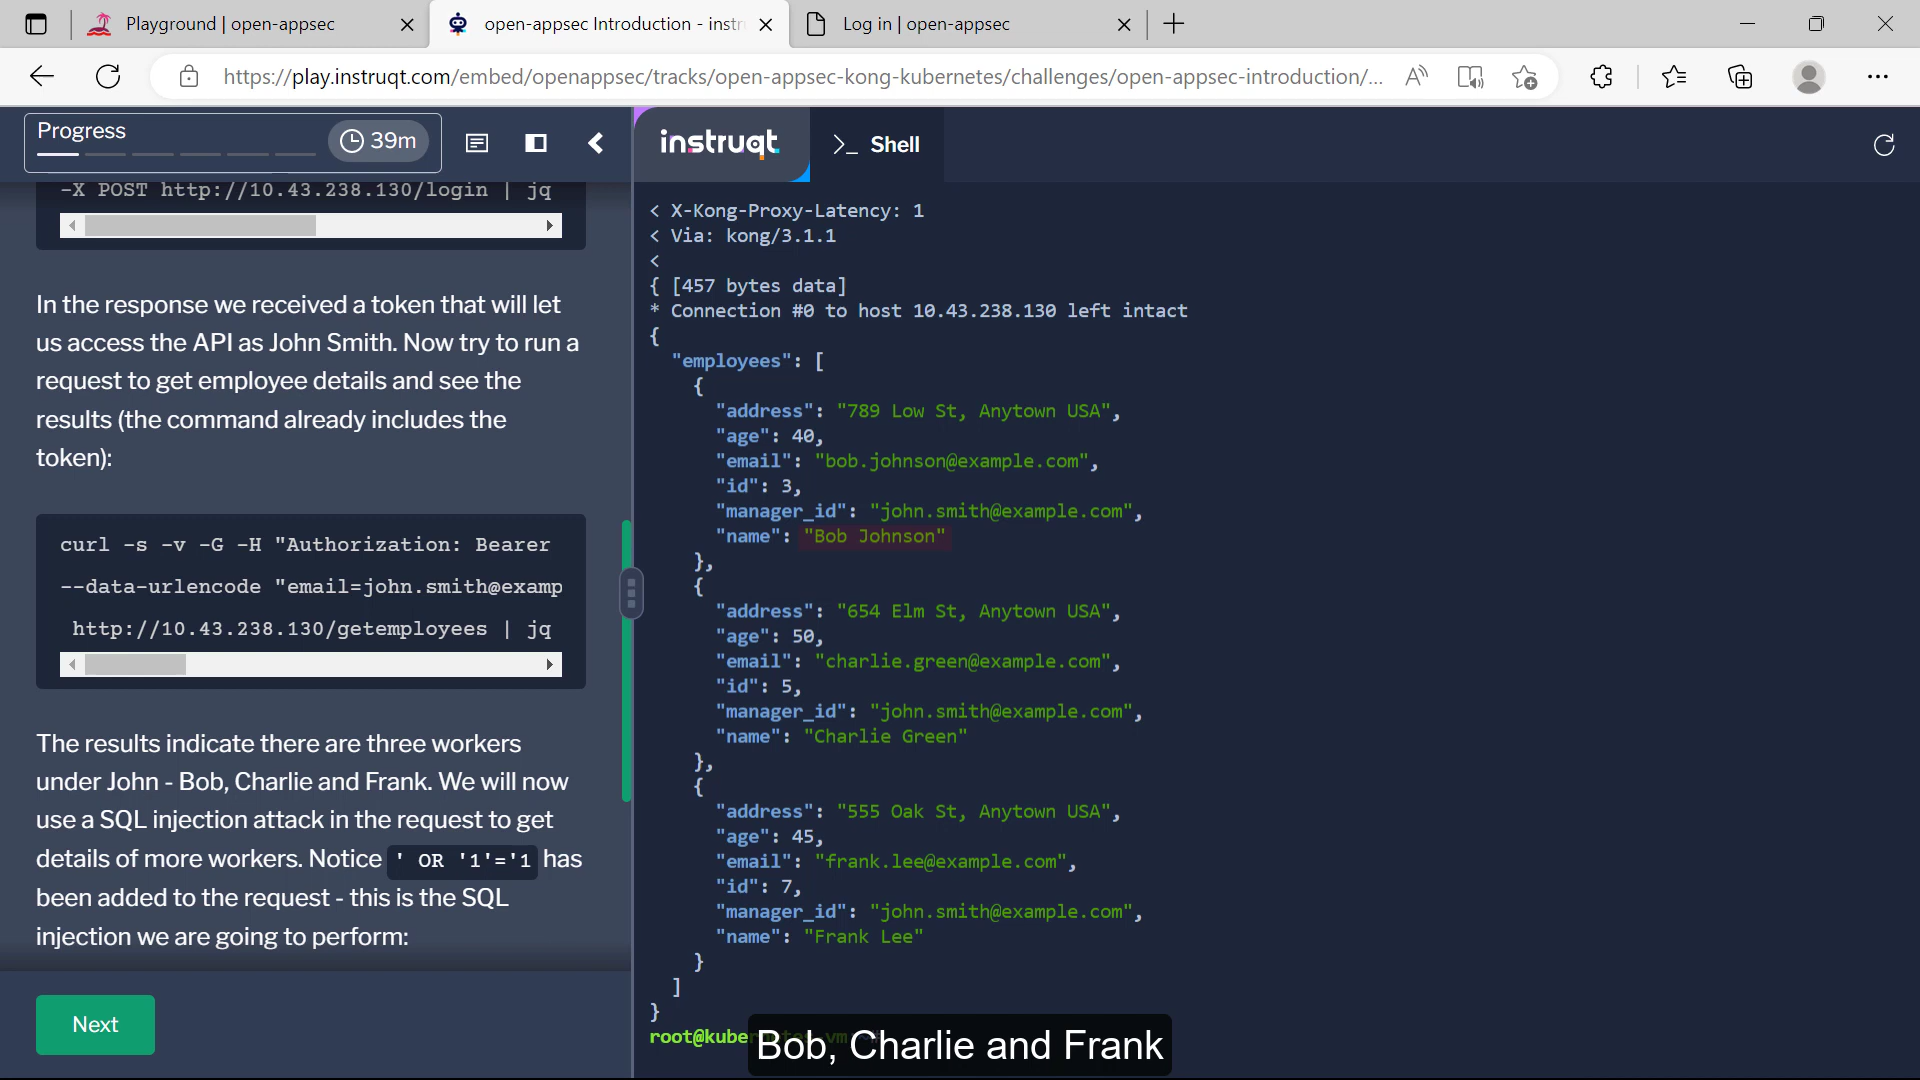 Playground | open-appsec
open-appsec Introduction - instr
Log in | open-appsec
https://play.instruqt.com/embed/openappsec/tracks/open-appsec-kong-kubernetes/challenges/open-appsec-introduction/...
Progress
39m
instruqt
>_ Shell
-X POST http://10.43.238.130/login | jq
In the response we received a token that will let
us access the API as John Smith. Now try to run a
request to get employee details and see the
results (the command already includes the
token):
curl -s -v -G -H "Authorization: Bearer
--data-urlencode "email=john.smith@examp
http://10.43.238.130/getemployees | jq
The results indicate there are three workers
under John - Bob, Charlie and Frank. We will now
use a SQL injection attack in the request to get
details of more workers. Notice ' OR '1'='1 has
been added to the request - this is the SQL
injection we are going to perform:
Next
< X-Kong-Proxy-Latency: 1
< Via: kong/3.1.1
<
{ [457 bytes data]
* Connection #0 to host 10.43.238.130 left intact
{
"employees": [
{
"address": "789 Low St, Anytown USA",
"age": 40,
"email": "bob.johnson@example.com",
"id": 3,
"manager_id": "john.smith@example.com",
"name": "Bob Johnson"
},
{
"address": "654 Elm St, Anytown USA",
"age": 50,
"email": "charlie.green@example.com",
"id": 5,
"manager_id": "john.smith@example.com",
"name": "Charlie Green"
},
{
"address": "555 Oak St, Anytown USA",
"age": 45,
"email": "frank.lee@example.com",
"id": 7,
"manager_id": "john.smith@example.com",
"name": "Frank Lee"
}
]
}
Bob, Charlie and Frank